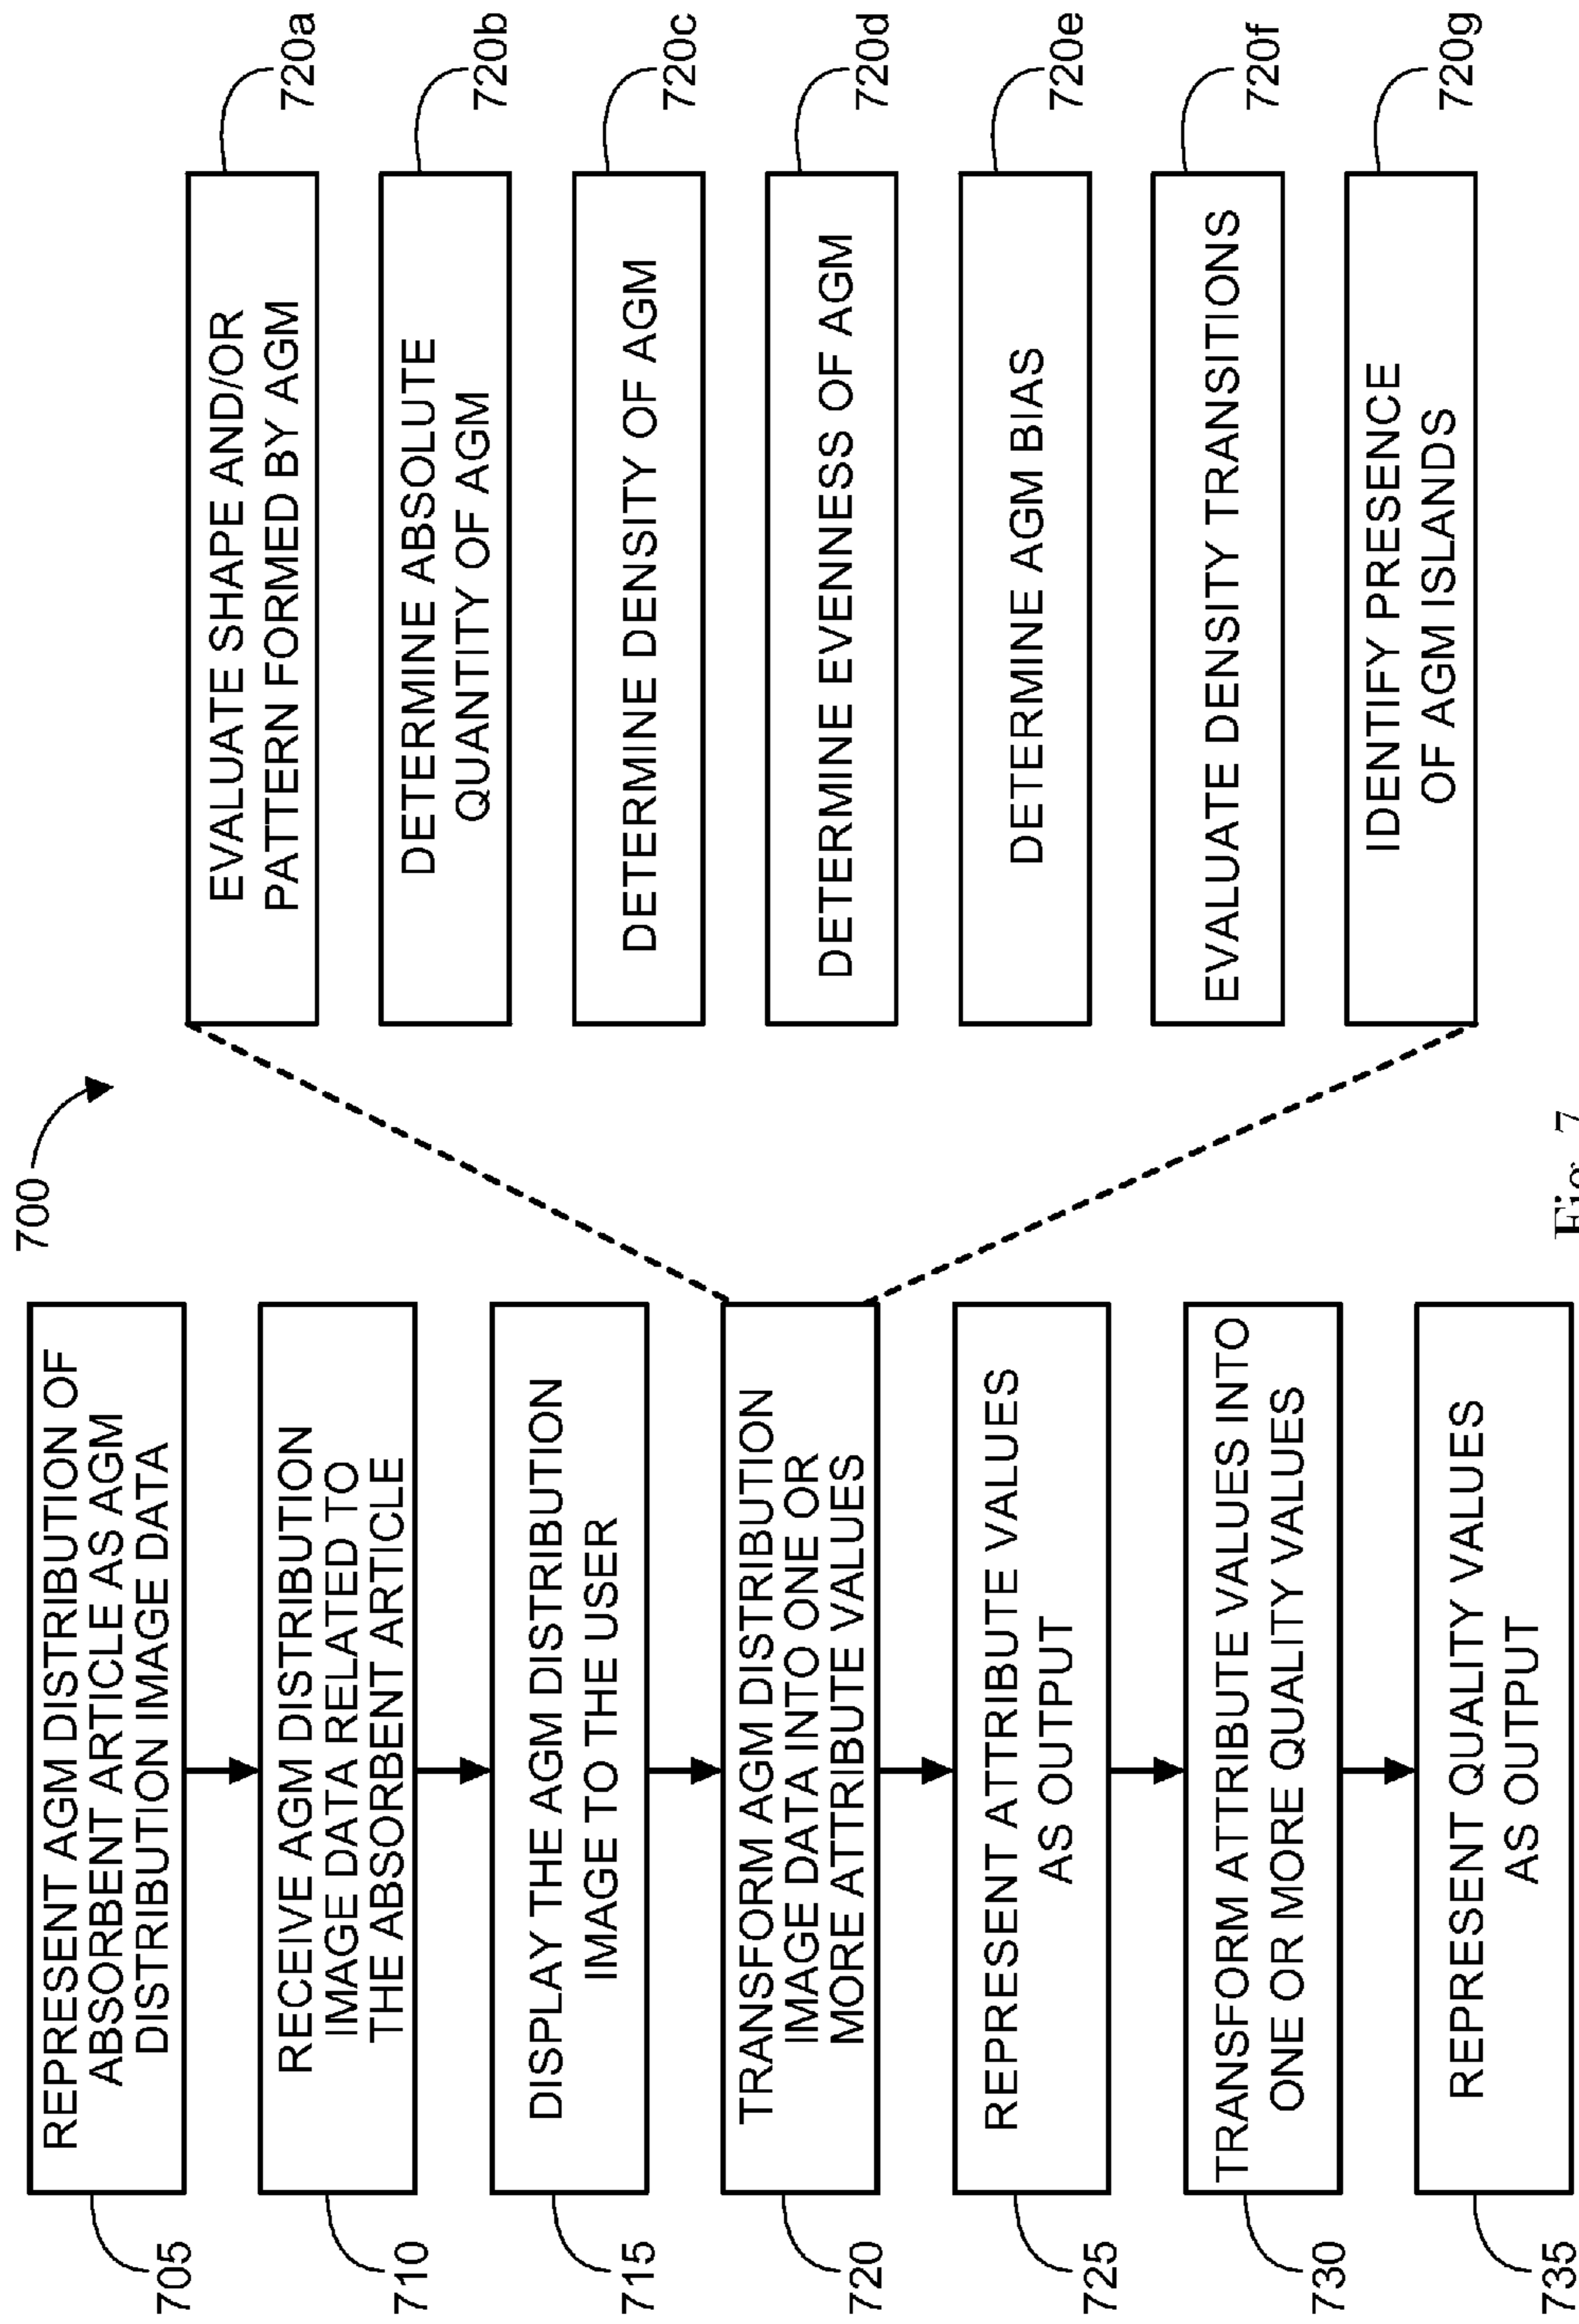 700
REPRESENT AGM DISTRIBUTION OF
ABSORBENT ARTICLE AS AGM
DISTRIBUTION IMAGE DATA
705
RECEIVE AGM DISTRIBUTION
IMAGE DATA RELATED TO
THE ABSORBENT ARTICLE
710
DISPLAY THE AGM DISTRIBUTION
IMAGE TO THE USER
715
TRANSFORM AGM DISTRIBUTION
IMAGE DATA INTO ONE OR
MORE ATTRIBUTE VALUES
720
REPRESENT ATTRIBUTE VALUES
AS OUTPUT
725
TRANSFORM ATTRIBUTE VALUES INTO
ONE OR MORE QUALITY VALUES
730
REPRESENT QUALITY VALUES
AS OUTPUT
735
EVALUATE SHAPE AND/OR
PATTERN FORMED BY AGM
720a
DETERMINE ABSOLUTE
QUANTITY OF AGM
720b
DETERMINE DENSITY OF AGM
720c
DETERMINE EVENNESS OF AGM
720d
DETERMINE AGM BIAS
720e
EVALUATE DENSITY TRANSITIONS
720f
IDENTIFY PRESENCE
OF AGM ISLANDS
720g
Fig. 7